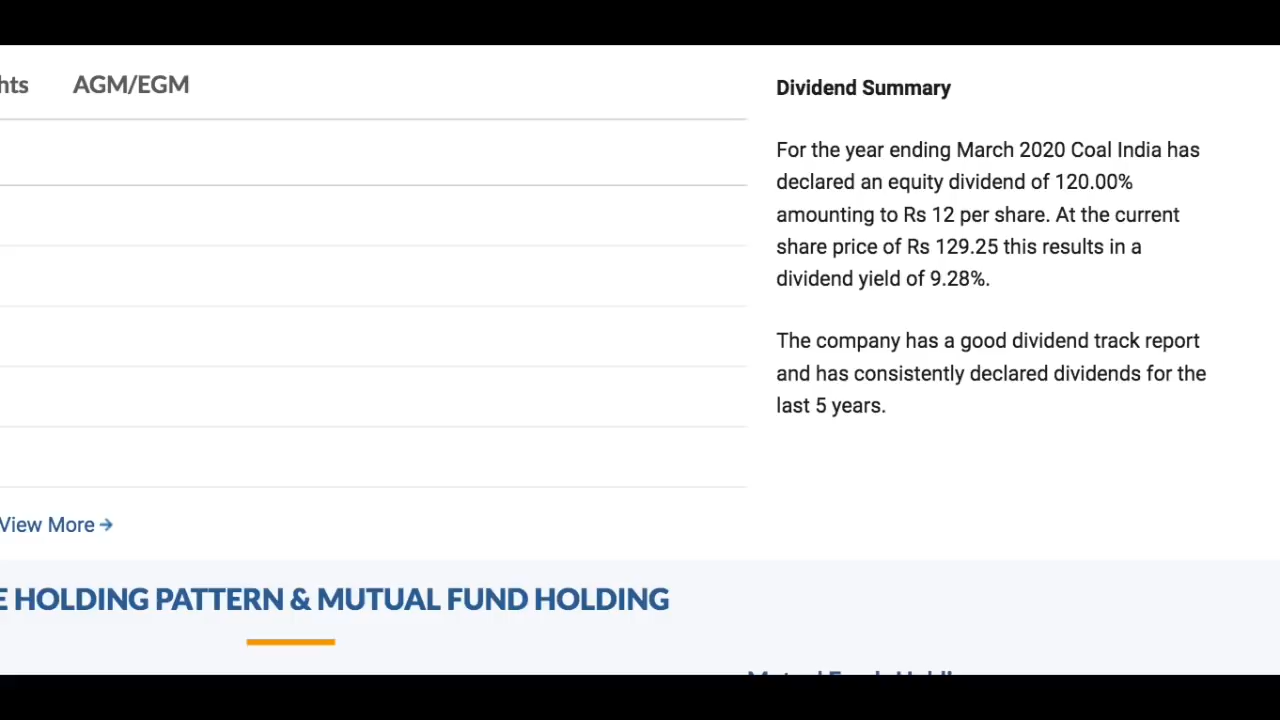 hts AGM/EGM
Dividend Summary
For the year ending March 2020 Coal India has
declared an equity dividend of 120.00%
amounting to Rs 12 per share. At the current
share price of Rs 129.25 this results in a
dividend yield of 9.28%.
The company has a good dividend track report
and has consistently declared dividends for the
last 5 years.
View More →
E HOLDING PATTERN & MUTUAL FUND HOLDING